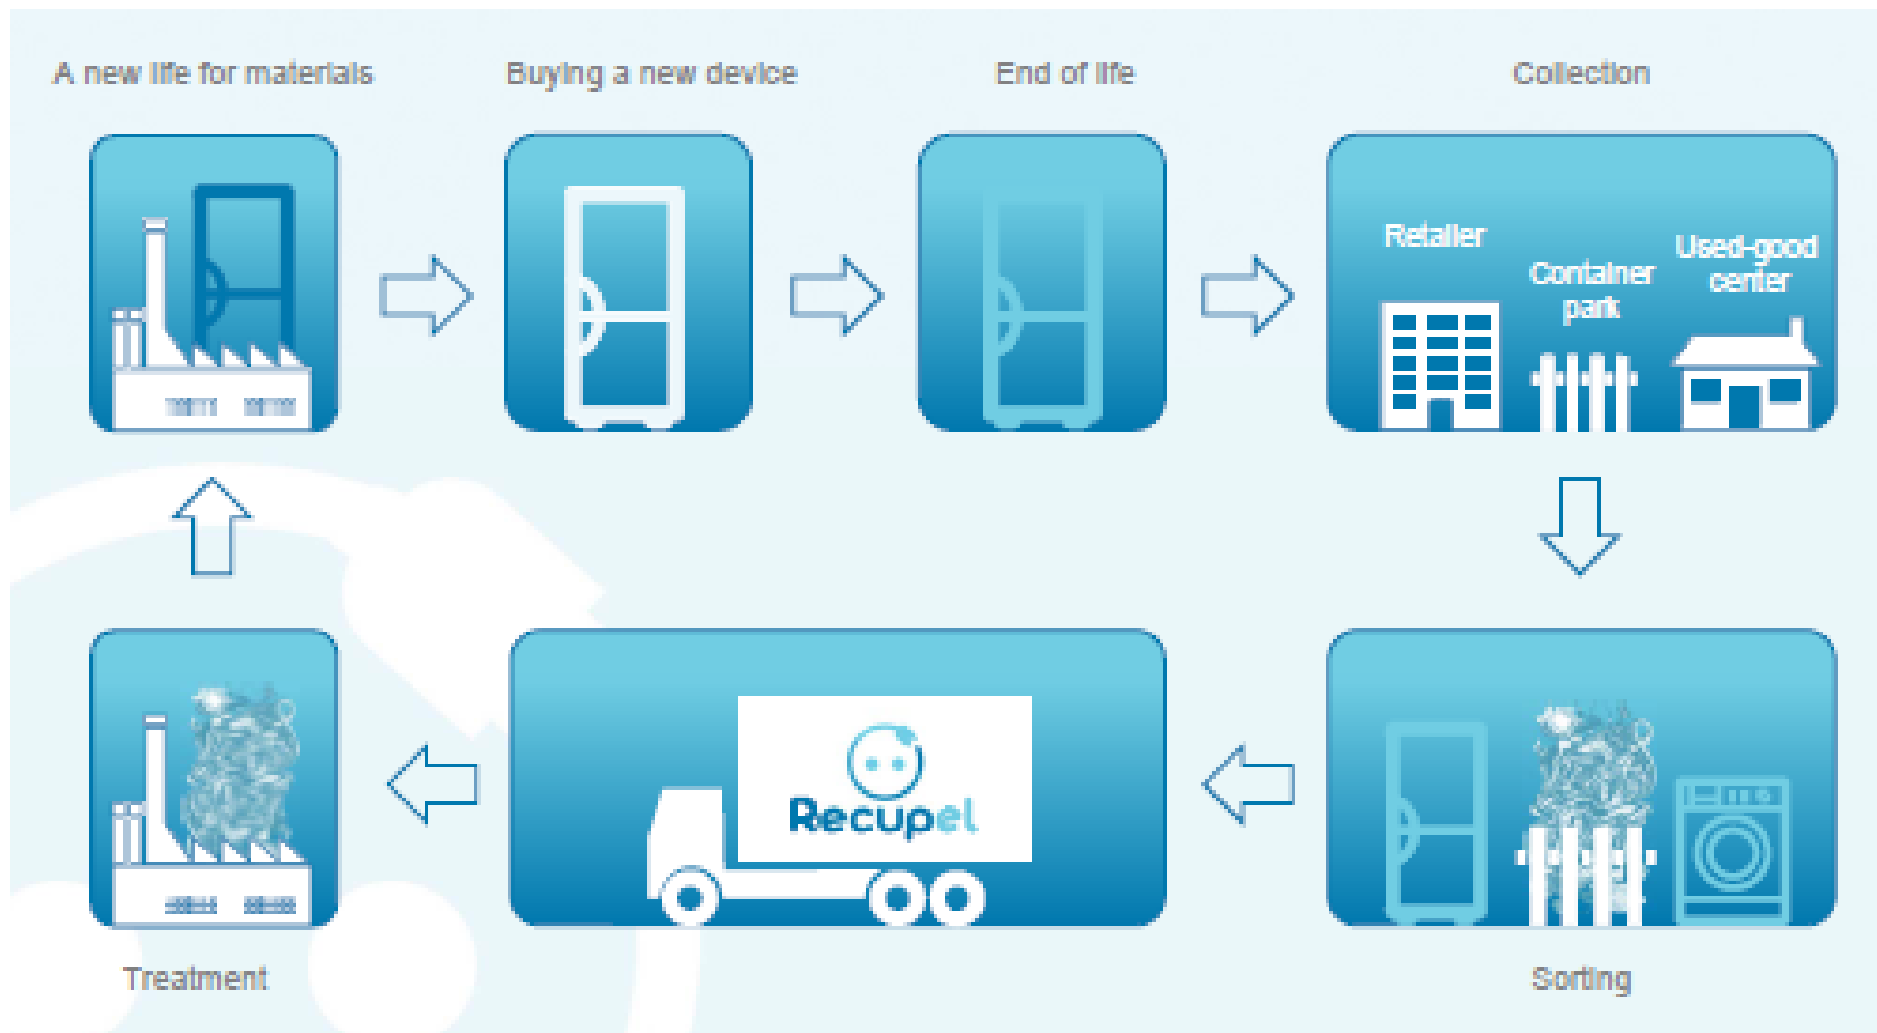 A new life for materials
Buying a new device
End of life
Collection
Retailer
Used-good
center
Container
park
Recupel
Treatment
Sorting